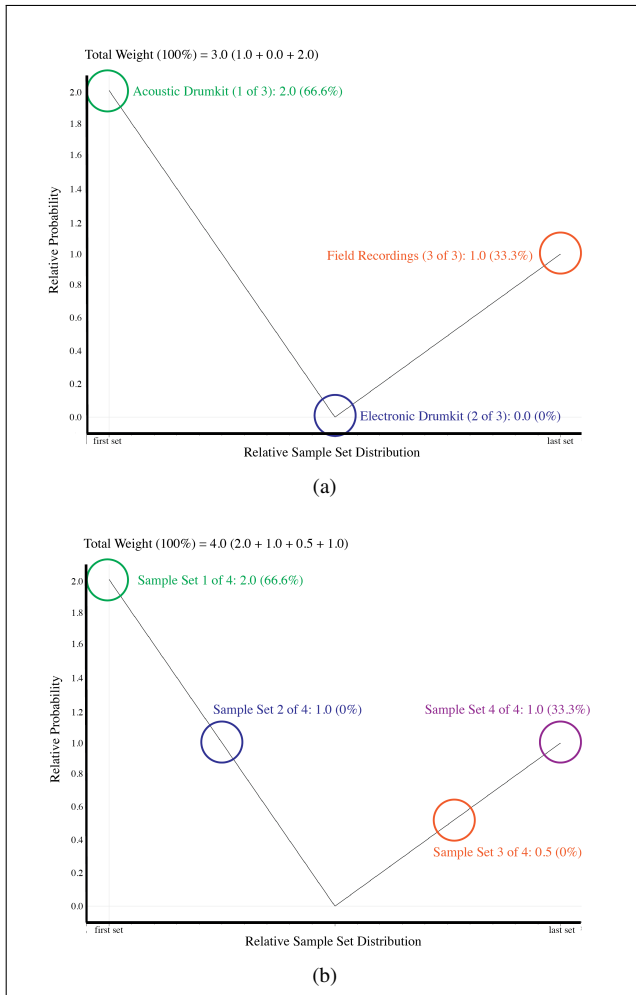 Total Weight (100%) = 3.0 (1.0 + 0.0 + 2.0)
2.0
Acoustic Drumkit (1 of 3): 2.0 (66.6%)
1.8
1.6
1.4
1.2
1.0
Field Recordings (3 of 3): 1.0 (33.3%)
0.8
0.6
0.4
0.2
0.0
Electronic Drumkit (2 of 3): 0.0 (0%)
Relative Probability
first set
last set
Relative Sample Set Distribution
(a)
Total Weight (100%) = 4.0 (2.0 + 1.0 + 0.5 + 1.0)
2.0
Sample Set 1 of 4: 2.0 (66.6%)
1.8
1.6
1.4
1.2
Sample Set 2 of 4: 1.0 (0%)
Sample Set 4 of 4: 1.0 (33.3%)
1.0
0.8
0.6
0.4
Sample Set 3 of 4: 0.5 (0%)
0.2
0.0
Relative Probability
first set
last set
Relative Sample Set Distribution
(b)